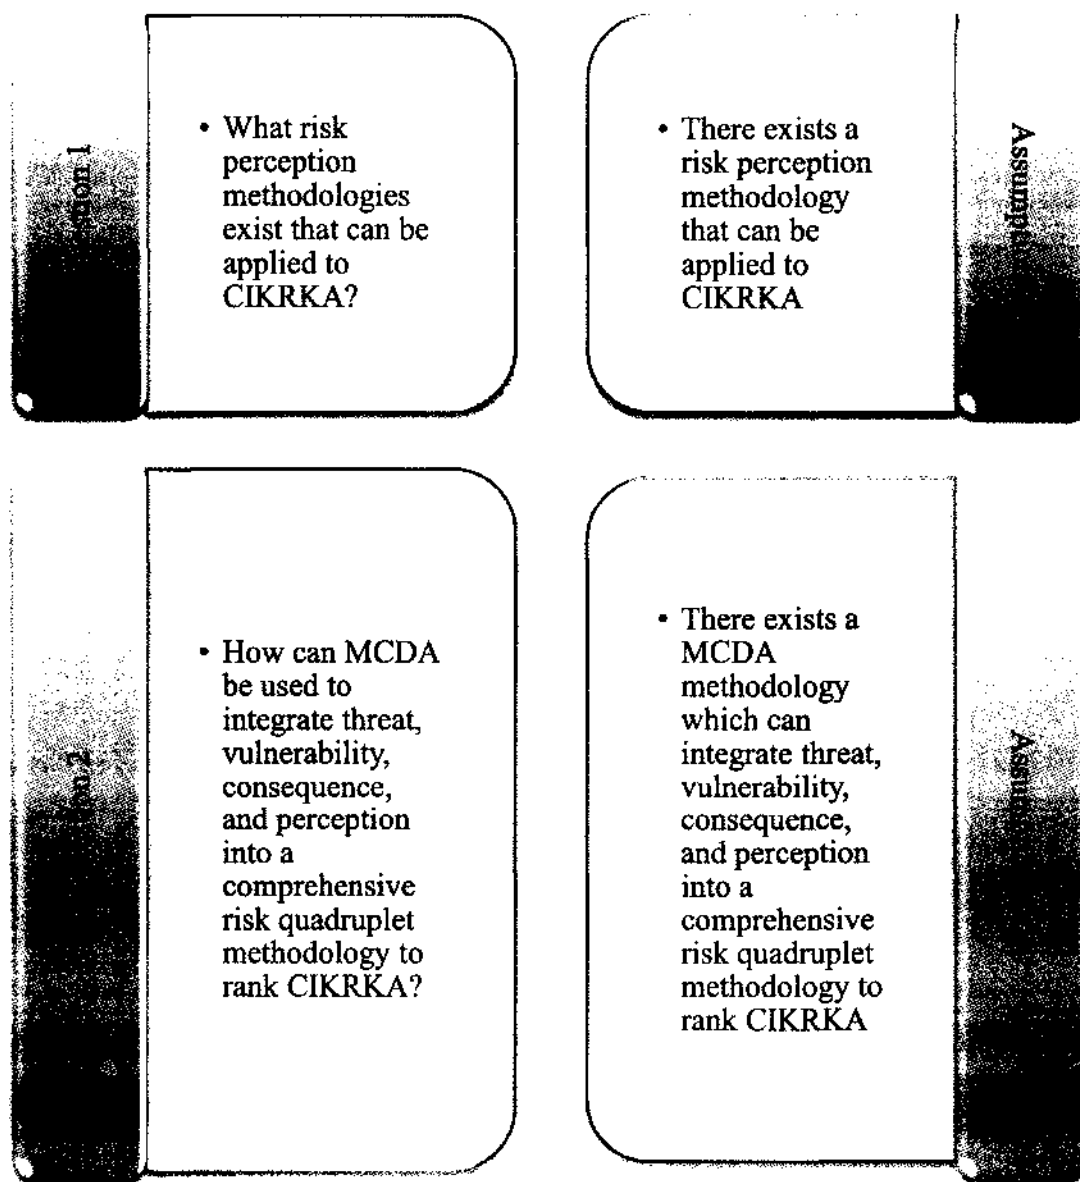 • What risk
perception
methodologies
exist that can be
applied to
CIKRKA?
• There exists a
risk perception
methodology
that can be
applied to
CIKRKA
• How can MCDA
be used to
integrate threat,
vulnerability,
consequence,
and perception
into a
comprehensive
risk quadruplet
methodology to
rank CIKRKA?
• There exists a
MCDA
methodology
which can
integrate threat,
vulnerability,
consequence,
and perception
into a
comprehensive
risk quadruplet
methodology to
rank CIKRKA